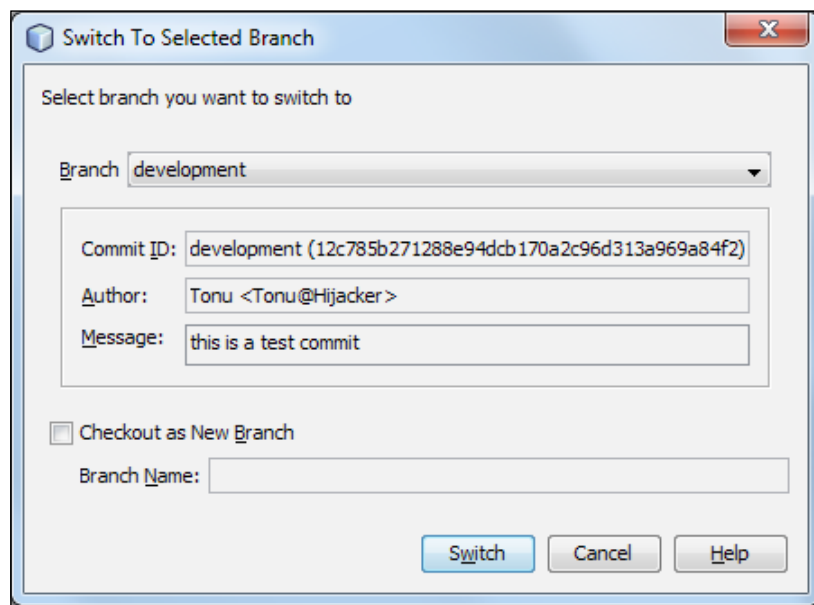 Switch To Selected Branch
Select branch you want to switch to
Branch development
Commit ID: development (12c785b271288e94dcb170a2c96d313a969a84f2)
Author: Tonu <Tonu@Hijacker>
Message: this is a test commit
Checkout as New Branch
Branch Name:
Switch Cancel Help